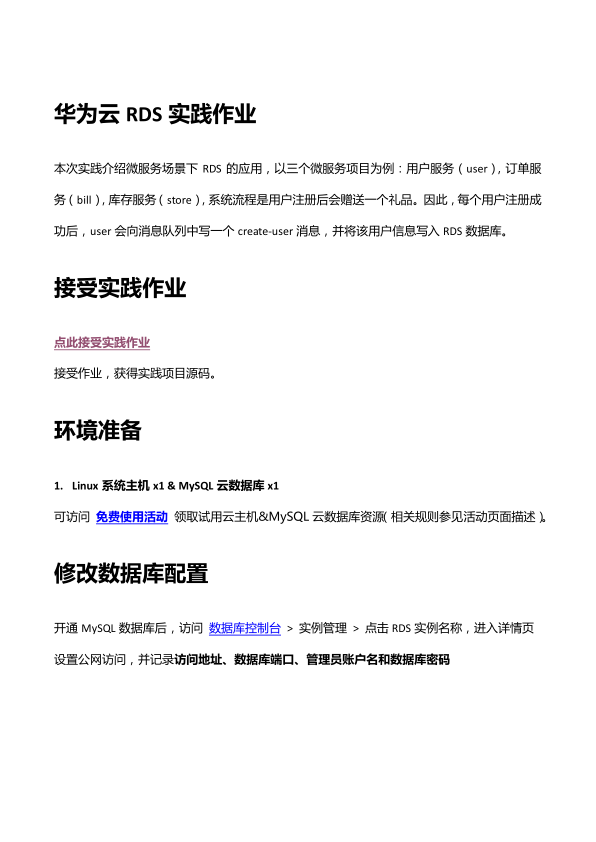 华为云 RDS 实践作业
本次实践介绍微服务场景下 RDS 的应用，以三个微服务项目为例：用户服务（user），订单服
务（bill），库存服务（store），系统流程是用户注册后会赠送一个礼品。因此，每个用户注册成
功后，user 会向消息队列中写一个 create-user 消息，并将该用户信息写入 RDS 数据库。
接受实践作业
点此接受实践作业
接受作业，获得实践项目源码。
环境准备
1. Linux 系统主机 x1 & MySQL 云数据库 x1
可访问 免费使用活动 领取试用云主机&MySQL 云数据库资源（相关规则参见活动页面描述）。
修改数据库配置
开通 MySQL 数据库后，访问 数据库控制台 > 实例管理 > 点击 RDS 实例名称，进入详情页
设置公网访问，并记录访问地址、数据库端口、管理员账户名和数据库密码